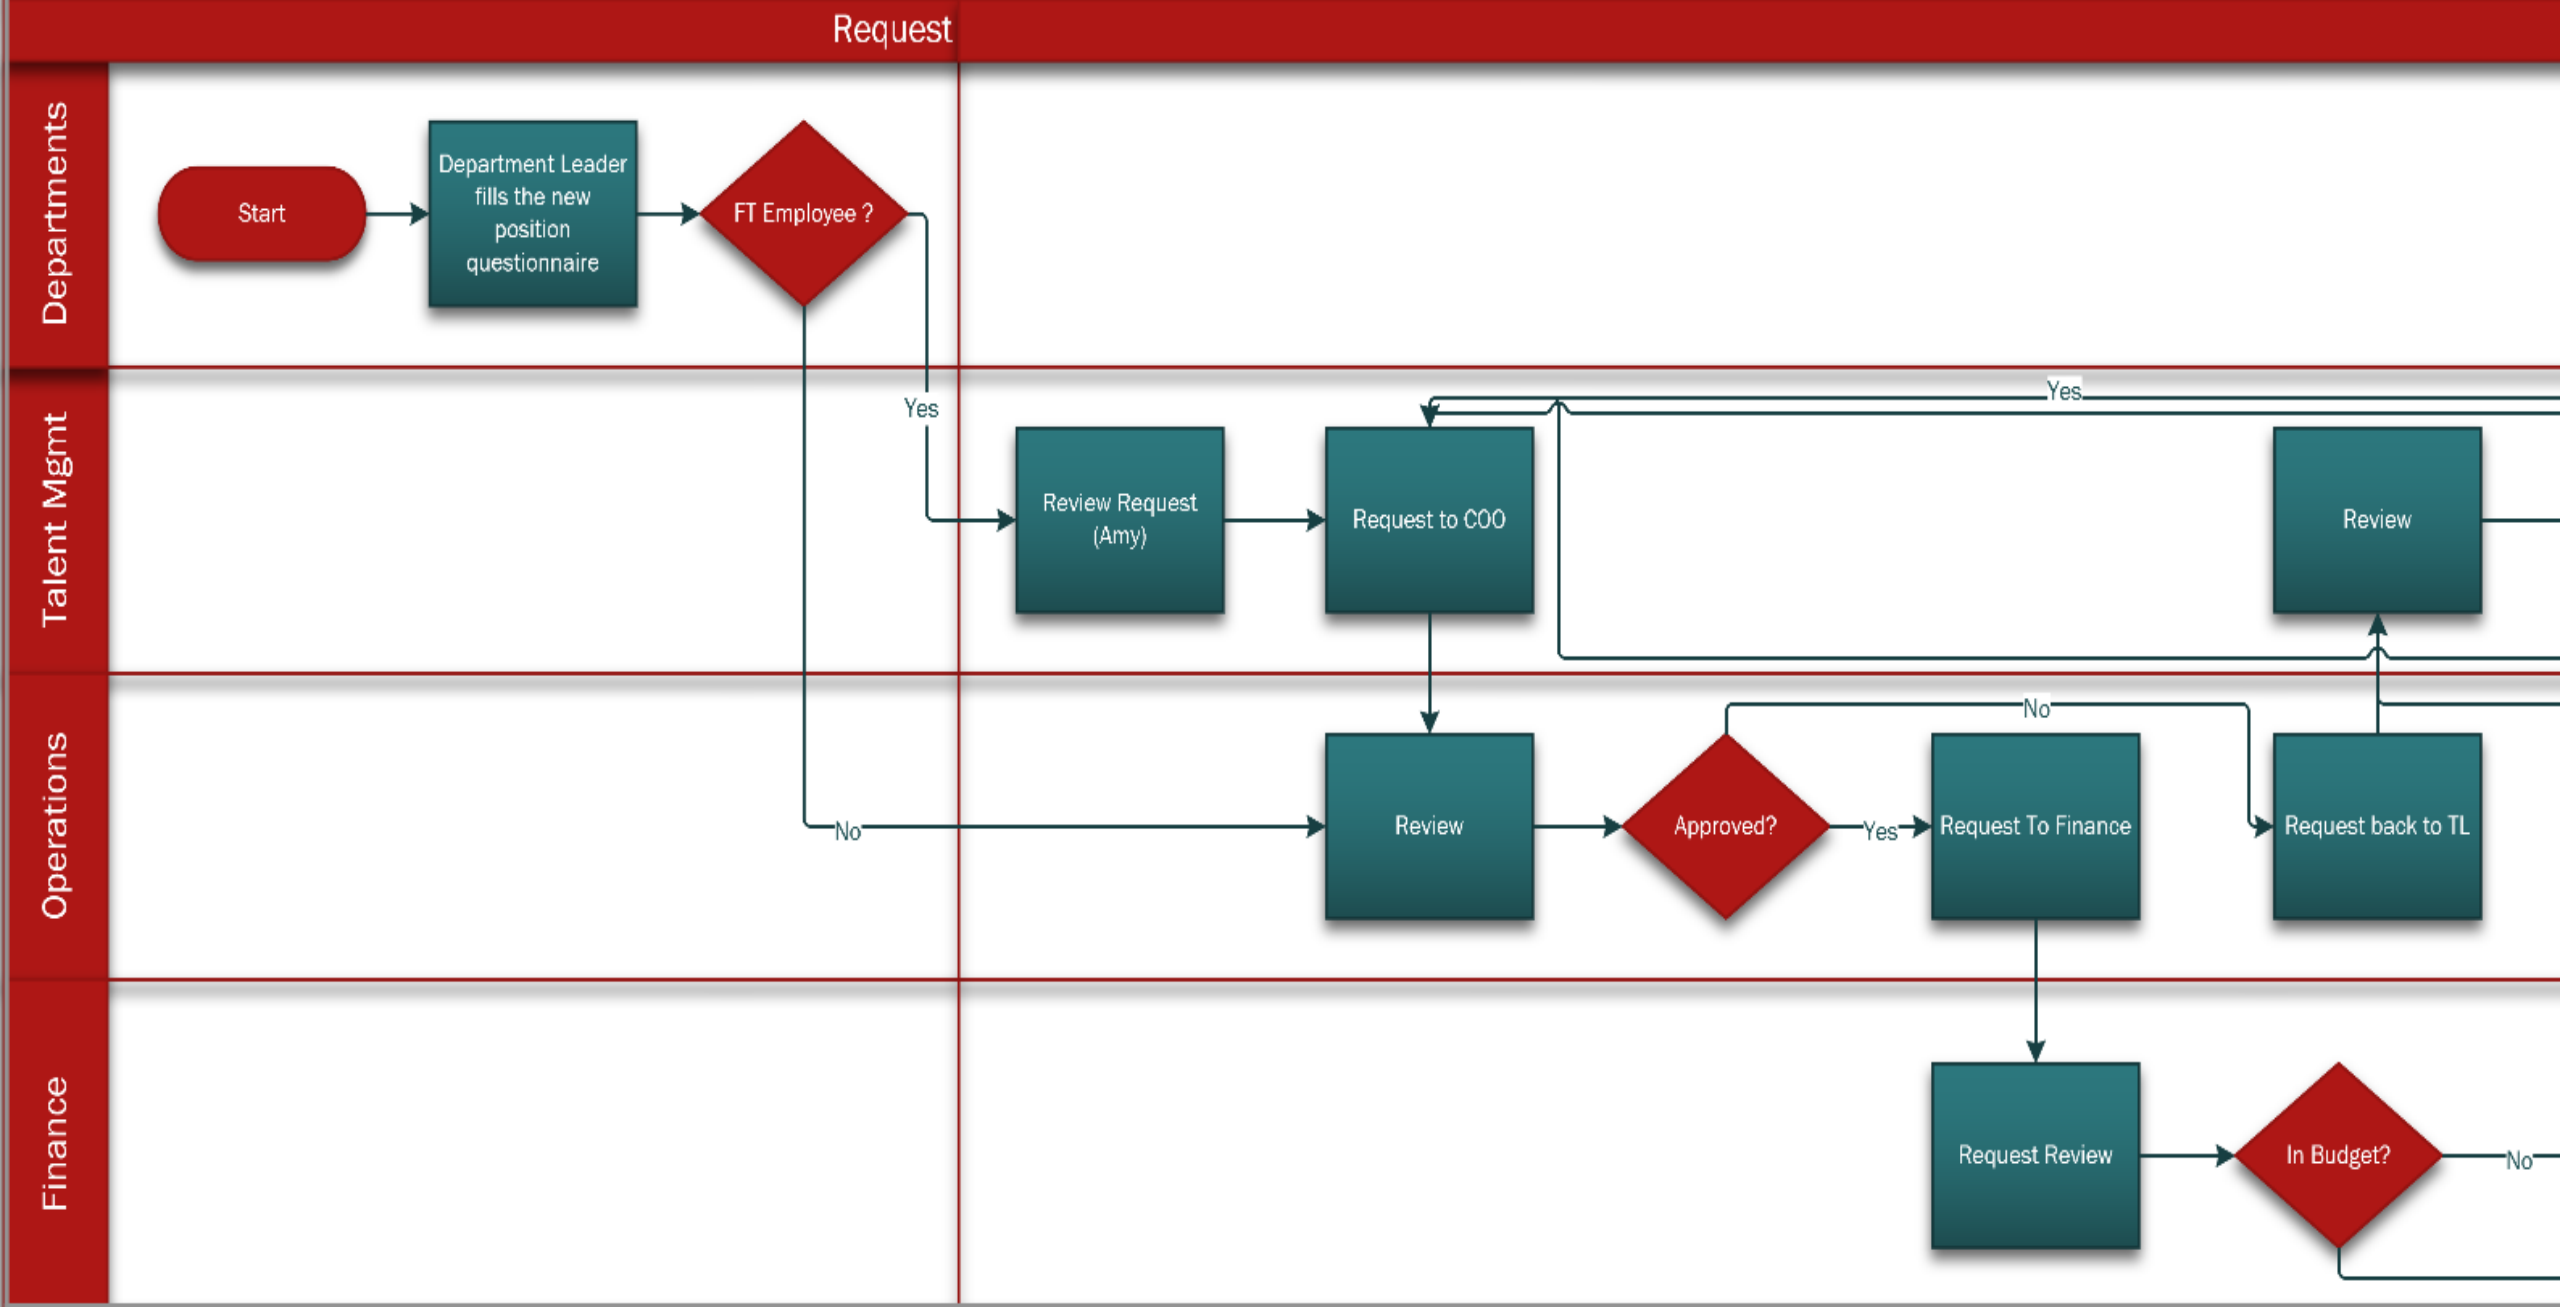 Request
Departments
Start
Department Leader
fills the new
position
questionnaire
FT Employee ?
Yes
Talent Mgmt
Yes
Review Request
(Amy)
Request to COO
Review
Operations
No
No
Review
Approved?
Yes
Request To Finance
Request back to TL
Finance
Request Review
In Budget?
No